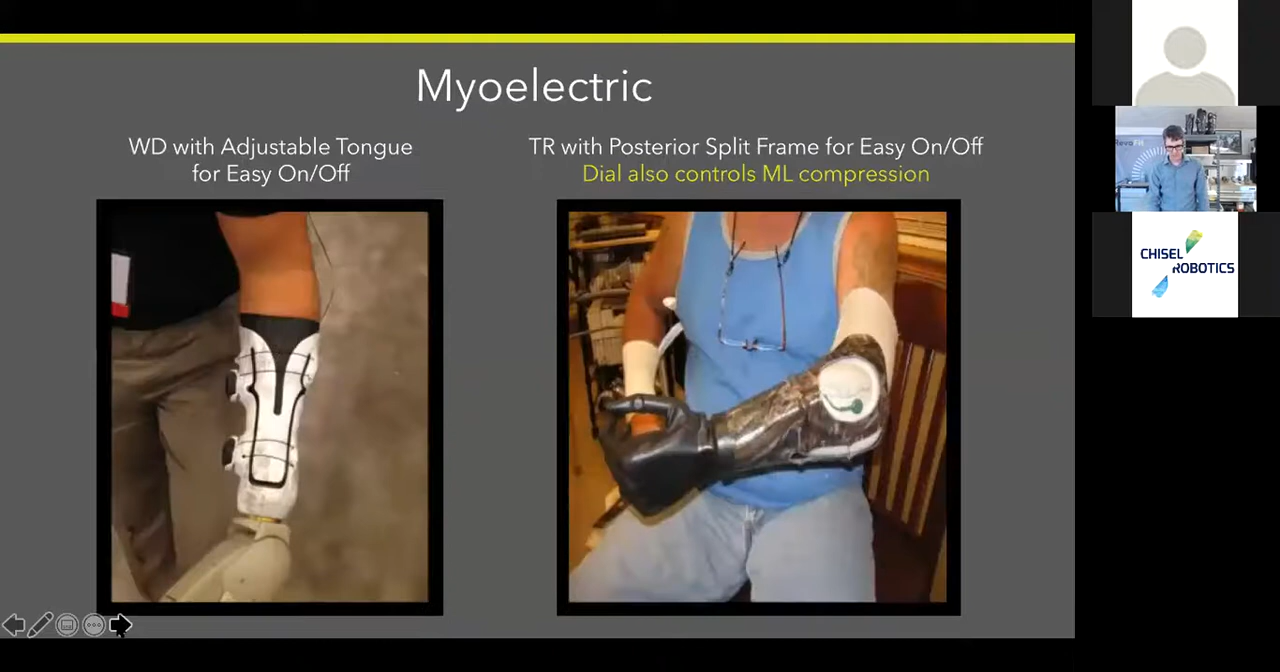 Myoelectric
WD with Adjustable Tongue
for Easy On/Off
TR with Posterior Split Frame for Easy On/Off
Dial also controls ML compression
RevoFit
CHISEL
ROBOTICS